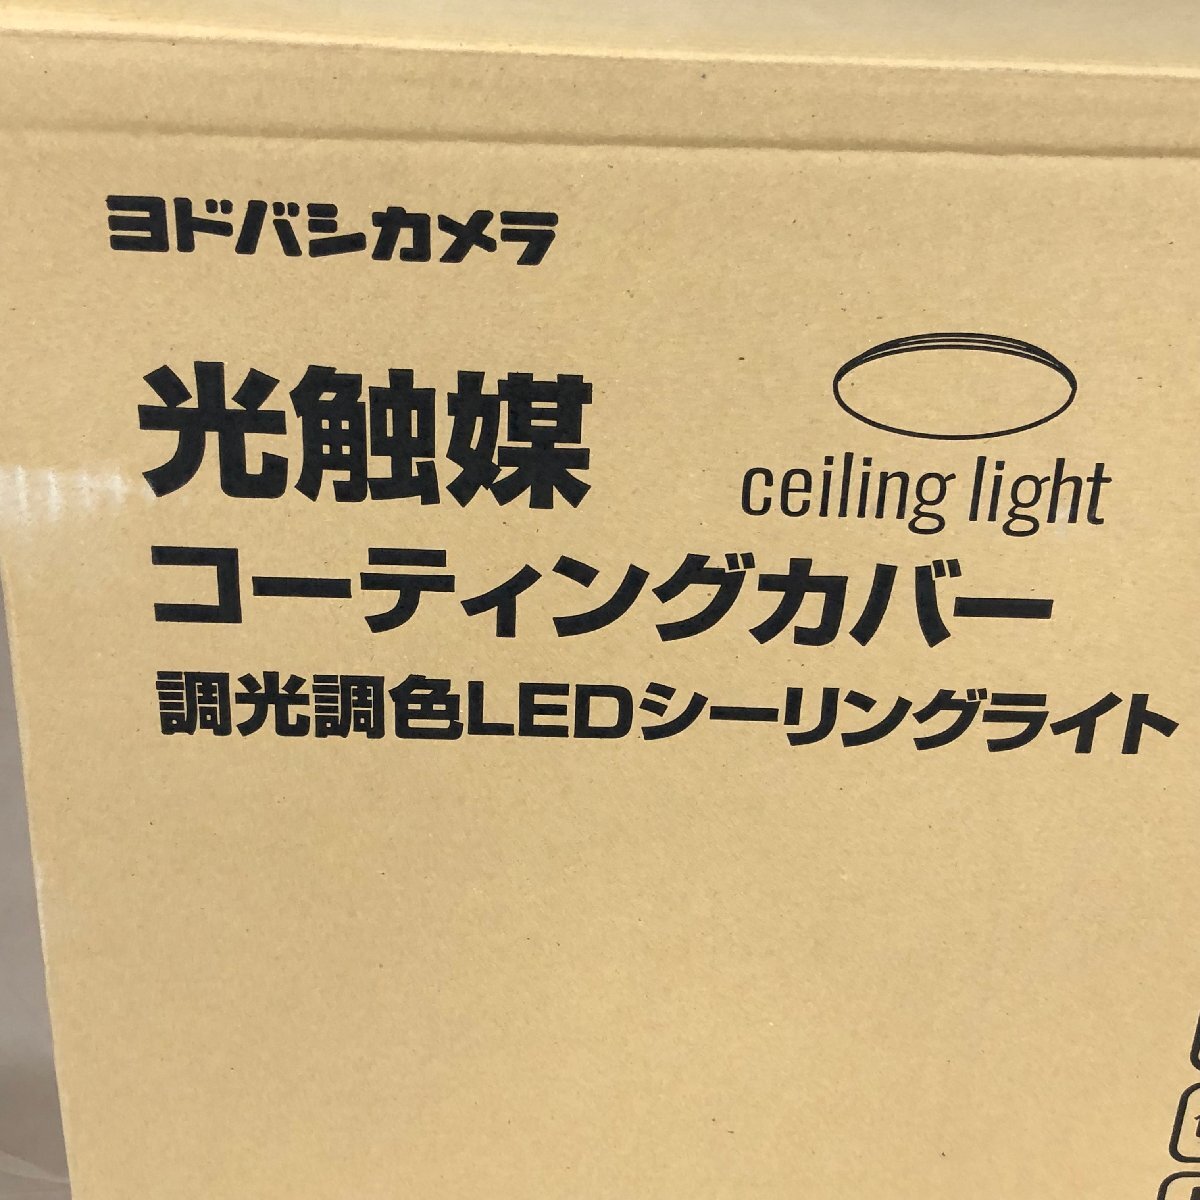 ヨドバシカメラ
光触媒
ceiling light
コーティングカバー
調光調色LEDシーリングライト